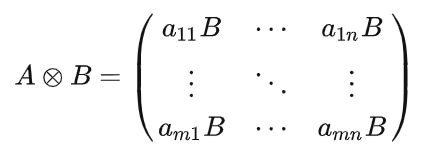 A ⊗ B = ( a₁₁B ⋯ a₁ₙB
⋮ ⋱ ⋮
aₘ₁B ⋯ aₘₙB )